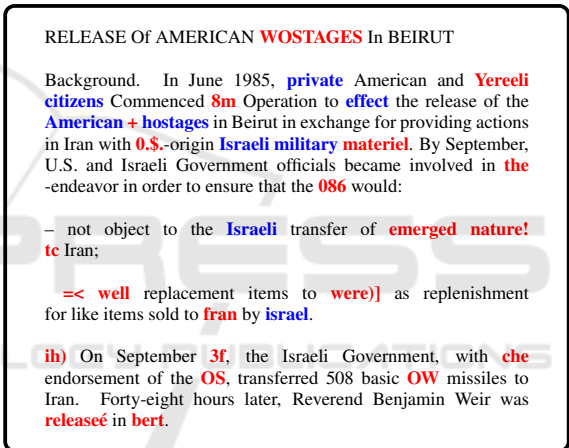 RELEASE Of AMERICAN WOSTAGES In BEIRUT
Background. In June 1985, private American and Yereeli
citizens Commenced 8m Operation to effect the release of the
American + hostages in Beirut in exchange for providing actions
in Iran with 0.$.-origin Israeli military materiel. By September,
U.S. and Israeli Government officials became involved in the
-endeavor in order to ensure that the 086 would:
– not object to the Israeli transfer of emerged nature!
tc Iran;
=< well replacement items to were)] as replenishment
for like items sold to fran by israel.
ih) On September 3f, the Israeli Government, with che
endorsement of the OS, transferred 508 basic OW missiles to
Iran. Forty-eight hours later, Reverend Benjamin Weir was
releaseé in bert.